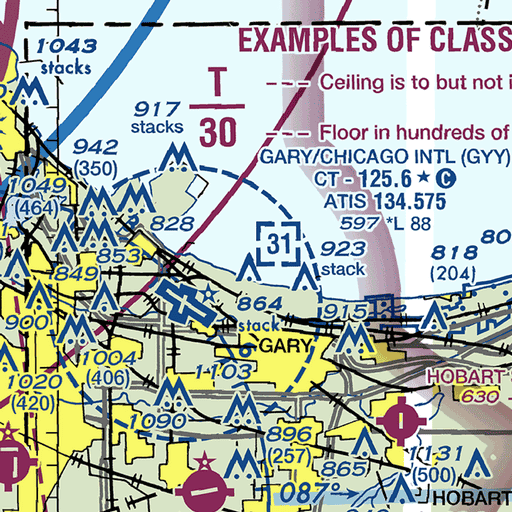 EXAMPLES OF CLASS
1043
stacks
T
30
Ceiling is to but not
Floor in hundreds of
917
stacks
942
(350)
GARY/CHICAGO INTL (GYY)
CT - 125.6 ★ C
ATIS 134.575
597 *L 88
1049
(464)
828
31
923
stack
818
(204)
80
853
849
864
stack
915
900
GARY
1004
(406)
1103
HOBART
630
1020
(420)
1090
896
(257)
865
1131
(500)
087°→
HOBART